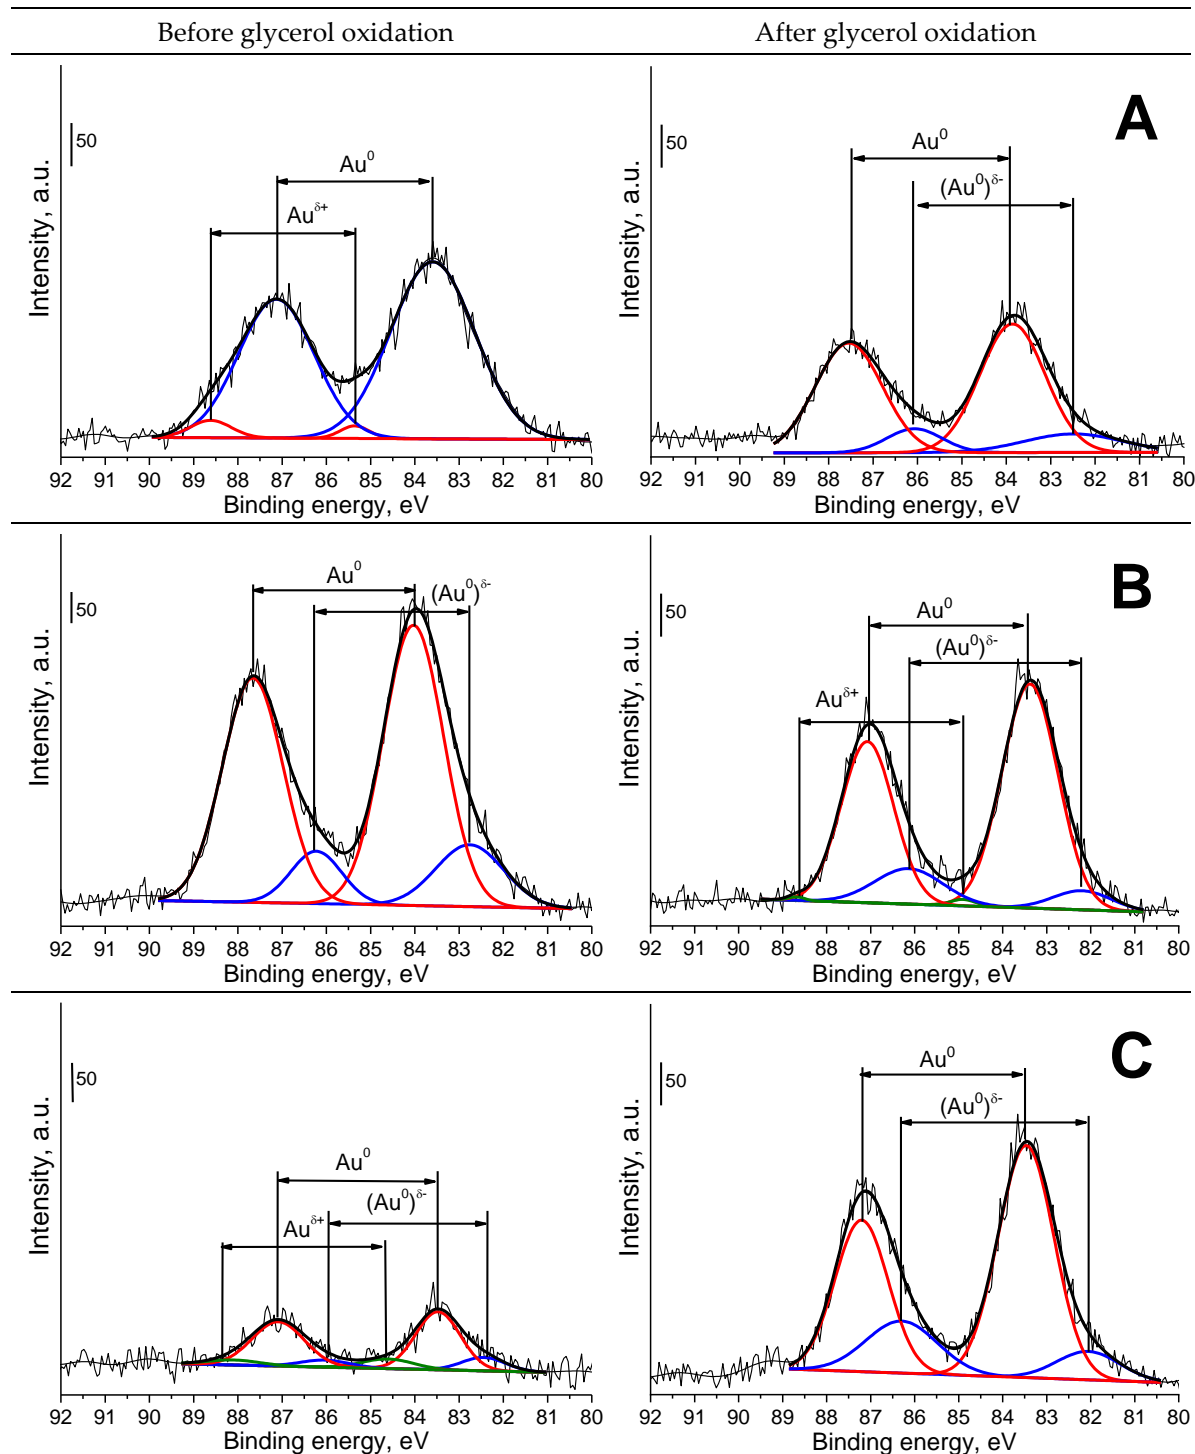 Before glycerol oxidation After glycerol oxidation
A
50
Au⁰
Au^δ+
Intensity, a.u.
92 91 90 89 88 87 86 85 84 83 82 81 80
Binding energy, eV
50
Au⁰
(Au⁰)^δ-
Intensity, a.u.
92 91 90 89 88 87 86 85 84 83 82 81 80
Binding energy, eV
B
50
Au⁰
(Au⁰)^δ-
Intensity, a.u.
92 91 90 89 88 87 86 85 84 83 82 81 80
Binding energy, eV
50
Au⁰
(Au⁰)^δ-
Au^δ+
Intensity, a.u.
92 91 90 89 88 87 86 85 84 83 82 81 80
Binding energy, eV
C
50
Au⁰
(Au⁰)^δ-
Au^δ+
Intensity, a.u.
92 91 90 89 88 87 86 85 84 83 82 81 80
Binding energy, eV
50
Au⁰
(Au⁰)^δ-
Intensity, a.u.
92 91 90 89 88 87 86 85 84 83 82 81 80
Binding energy, eV